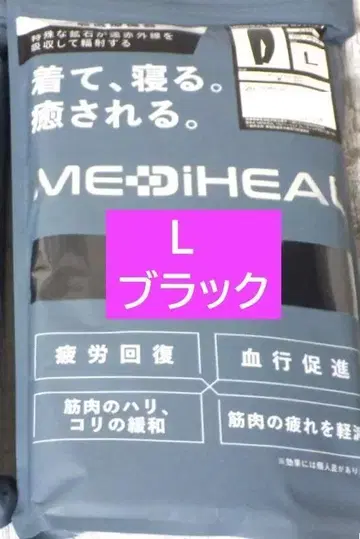 特殊な鉱石が遠赤外線を
吸収して輻射する
着て、寝る。
癒される。
L
MEDiHEAL
L
ブラック
疲労回復
血行促進
筋肉のハリ、
コリの緩和
筋肉の疲れを軽減
※効果には個人差があり